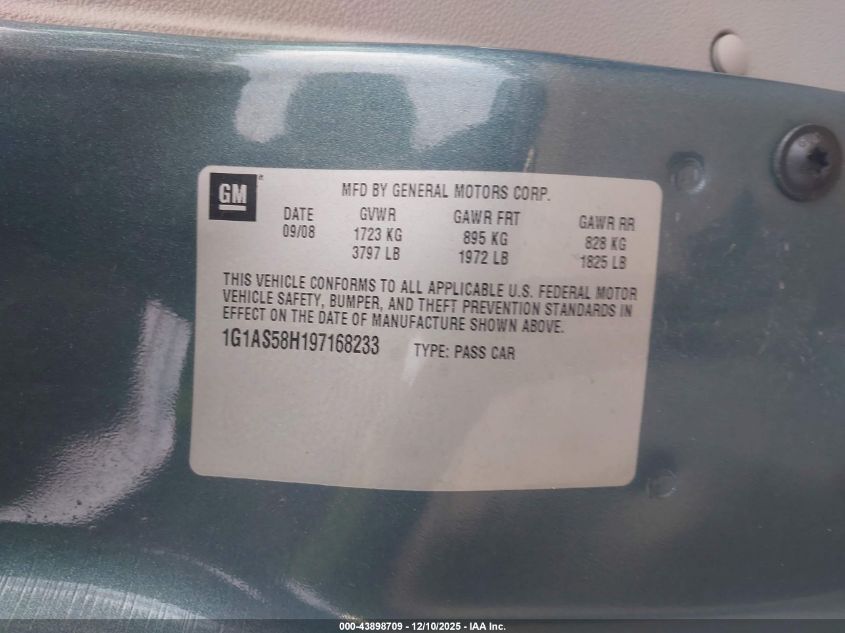 GM
MFD BY GENERAL MOTORS CORP.
DATE GVWR GAWR FRT GAWR RR
09/08 1723 KG 895 KG 828 KG
3797 LB 1972 LB 1825 LB
THIS VEHICLE CONFORMS TO ALL APPLICABLE U.S. FEDERAL MOTOR
VEHICLE SAFETY, BUMPER, AND THEFT PREVENTION STANDARDS IN
EFFECT ON THE DATE OF MANUFACTURE SHOWN ABOVE.
1G1AS58H197168233 TYPE: PASS CAR
000-43898709 - 12/10/2025 - IAA Inc.